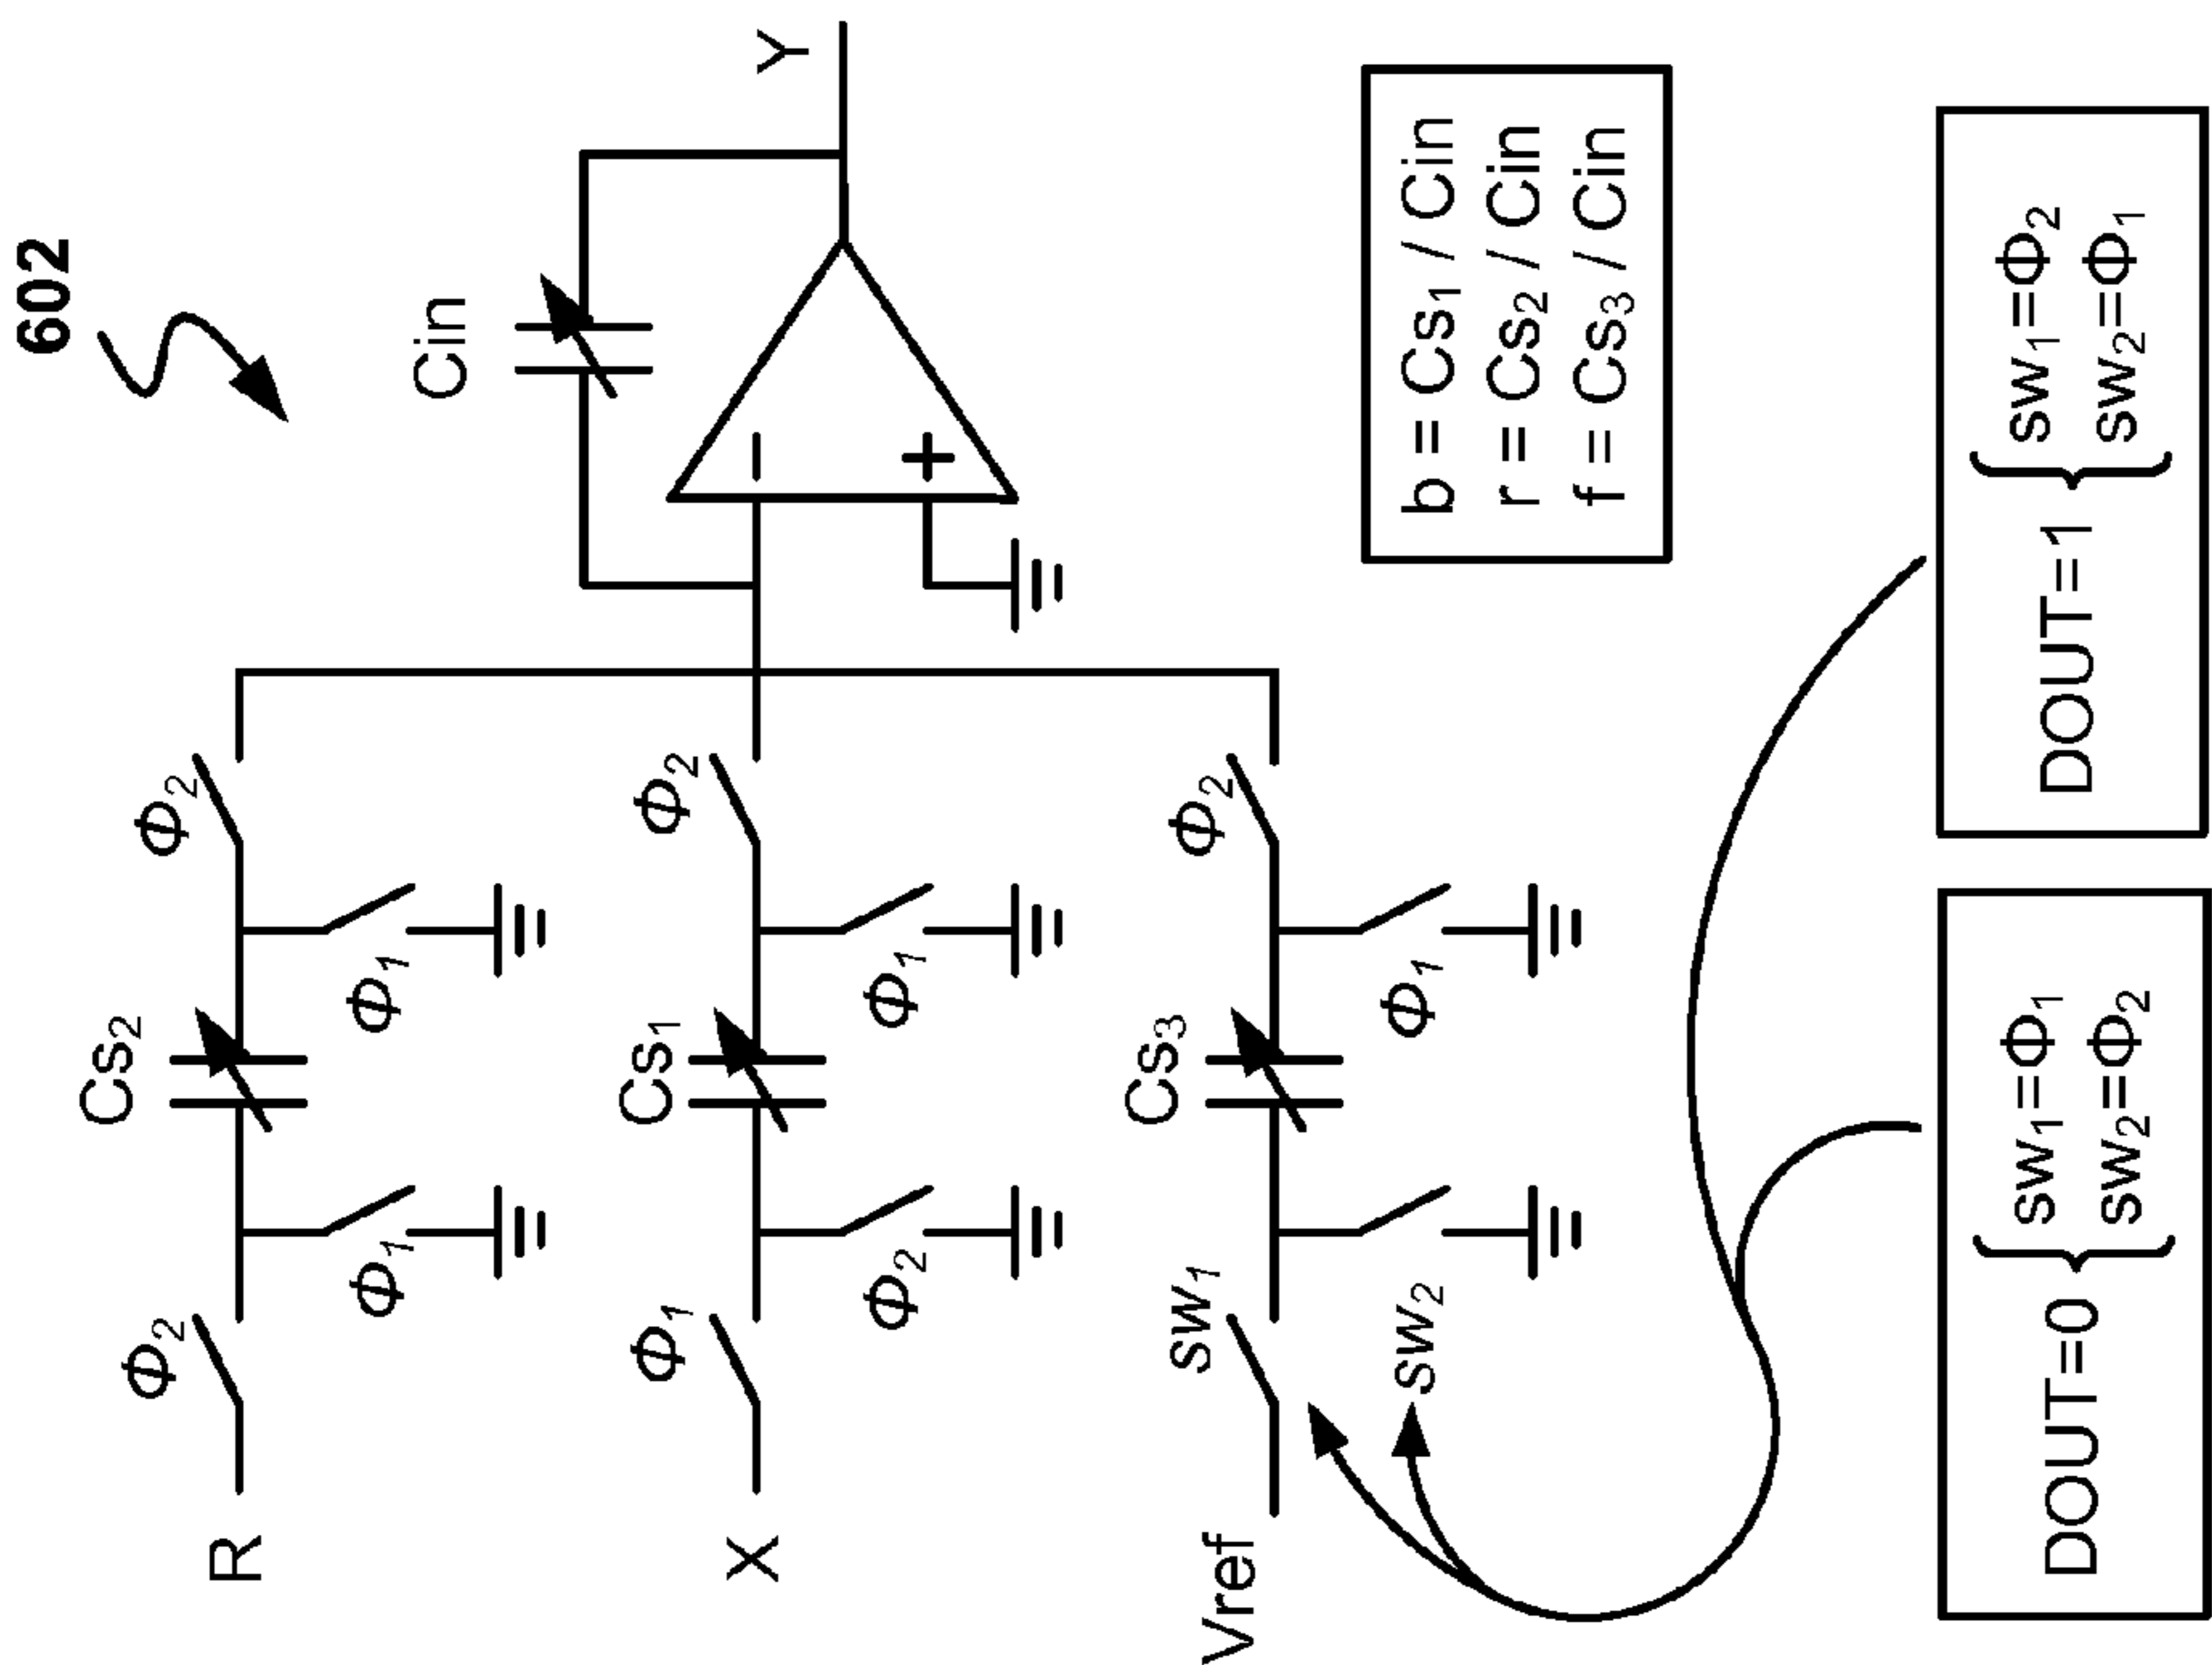 602
Cin
Y
R
Φ2
Φ1
Cs2
Φ1
Φ2
X
Φ1
Φ2
Cs1
Φ1
Φ2
Vref
sw1
sw2
Cs3
Φ1
Φ2
b = Cs1 / Cin
r = Cs2 / Cin
f = Cs3 / Cin
DOUT=0 { sw1=Φ1
sw2=Φ2
DOUT=1 { sw1=Φ2
sw2=Φ1